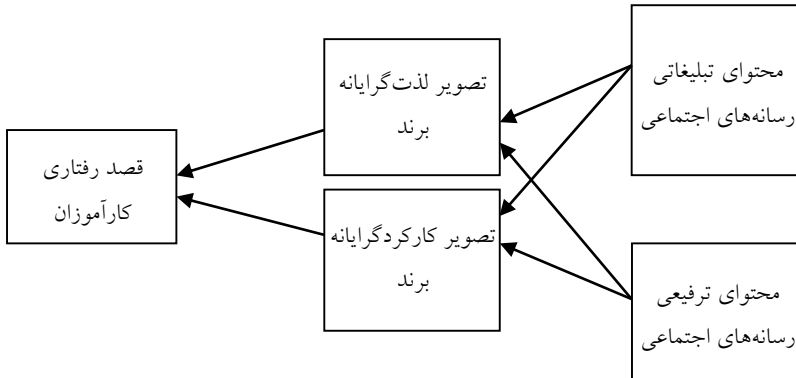 محتوای تبلیغاتی
رسانه‌های اجتماعی
تصویر لذت‌گرایانه
برند
قصد رفتاری
کارآموزان
تصویر کارکردگرایانه
برند
محتوای ترفیعی
رسانه‌های اجتماعی